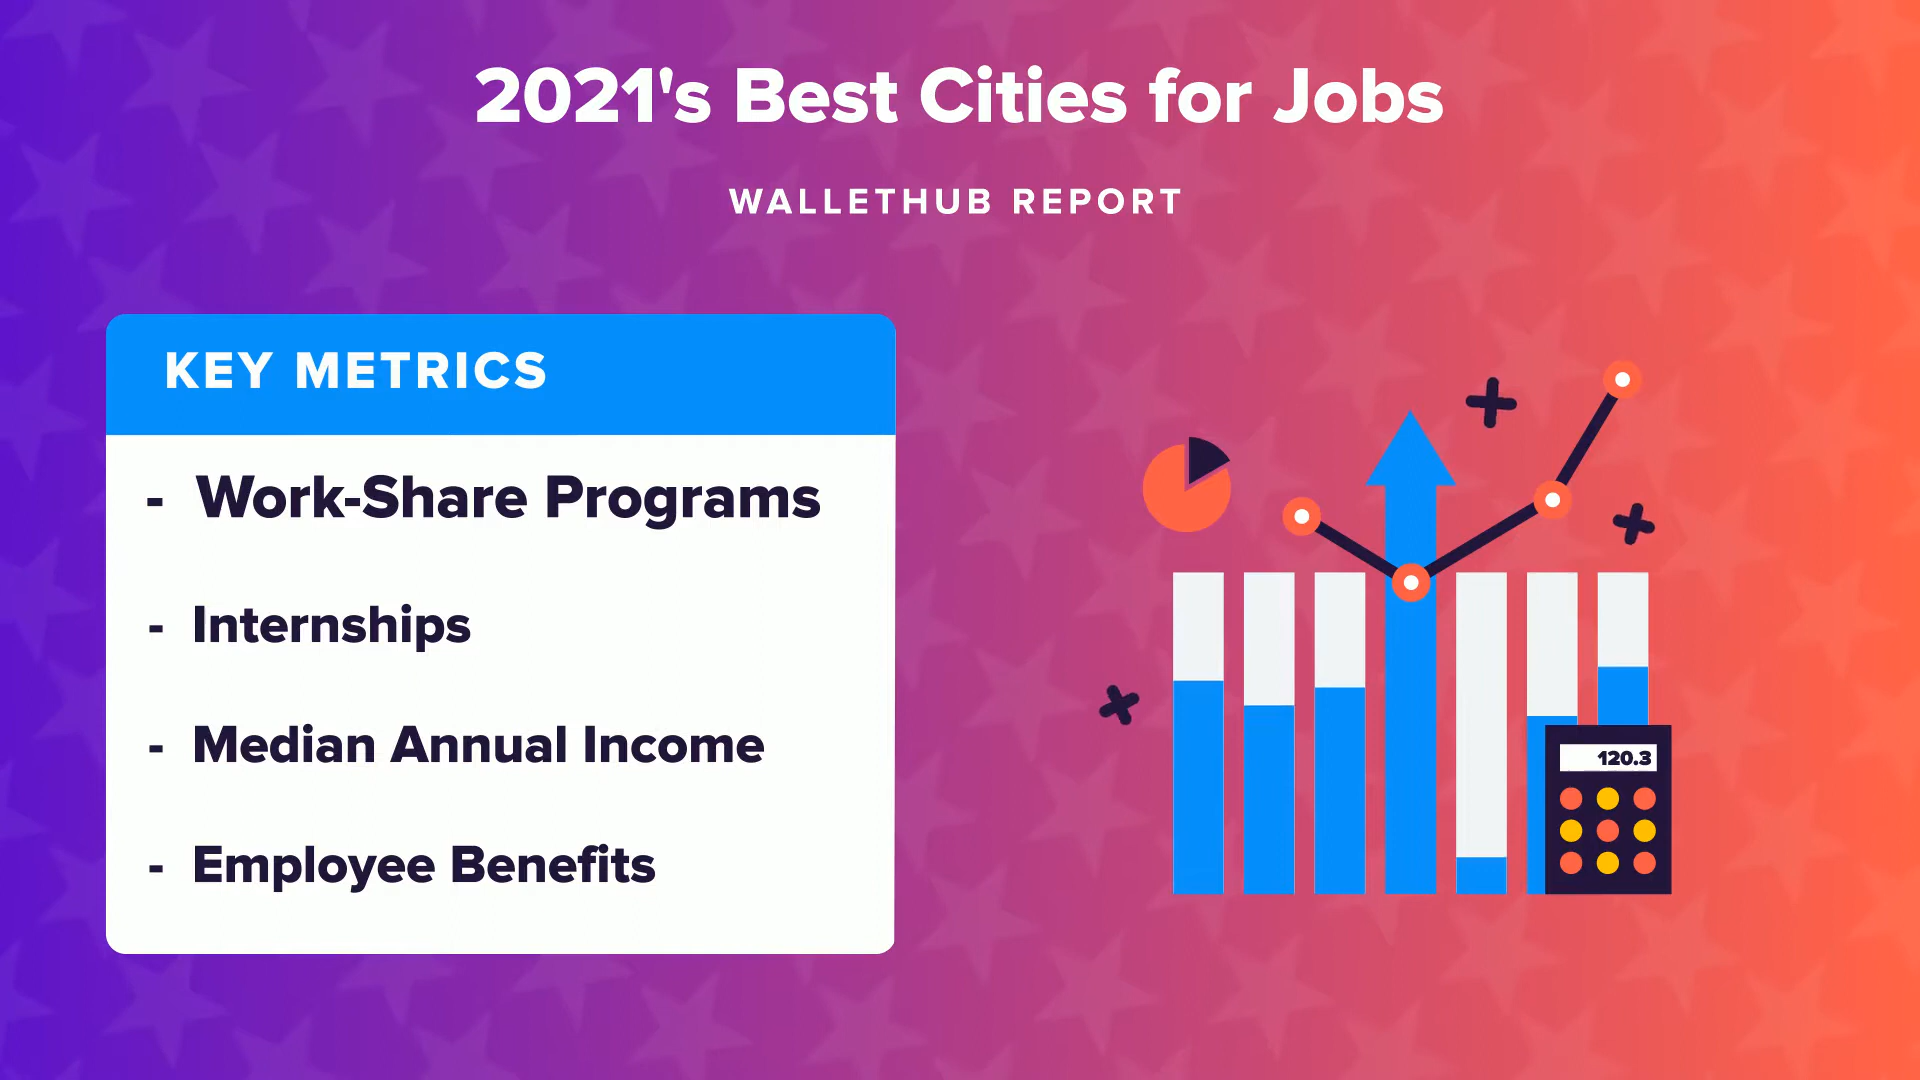 2021's Best Cities for Jobs
WALLETHUB REPORT
KEY METRICS
- Work-Share Programs
- Internships
- Median Annual Income
- Employee Benefits
120.3